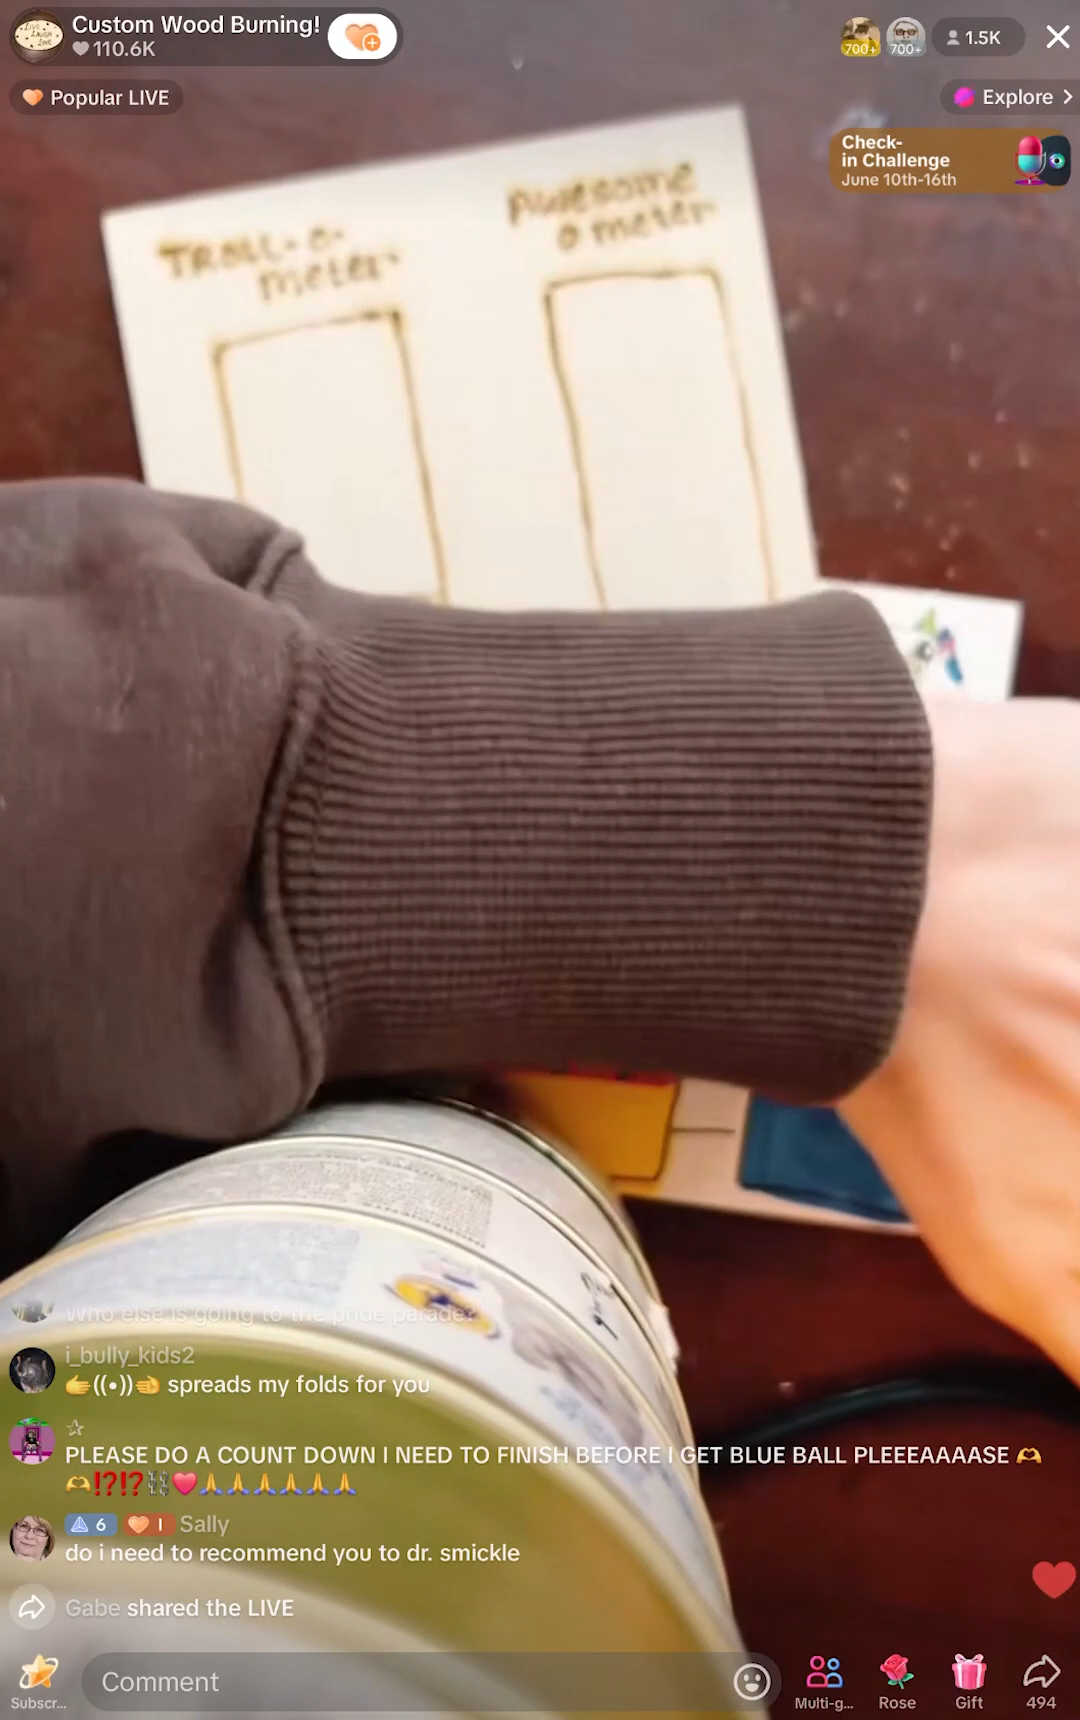 Custom Wood Burning!
110.6K
700+
700+
1.5K
Popular LIVE
Explore
Check-
in Challenge
June 10th-16th
TROLL-O-
meter
Awesome
o meter
Who else is going to the pride parade?
i_bully_kids2
🫱((•))🫲 spreads my folds for you
☆
PLEASE DO A COUNT DOWN I NEED TO FINISH BEFORE I GET BLUE BALL PLEEEAAAASE 🫶
🫶⁉️⁉️⛓️❤️🙏🙏🙏🙏🙏🙏
6 I Sally
do i need to recommend you to dr. smickle
Gabe shared the LIVE
Comment
Subscr...
Multi-g...
Rose
Gift
494